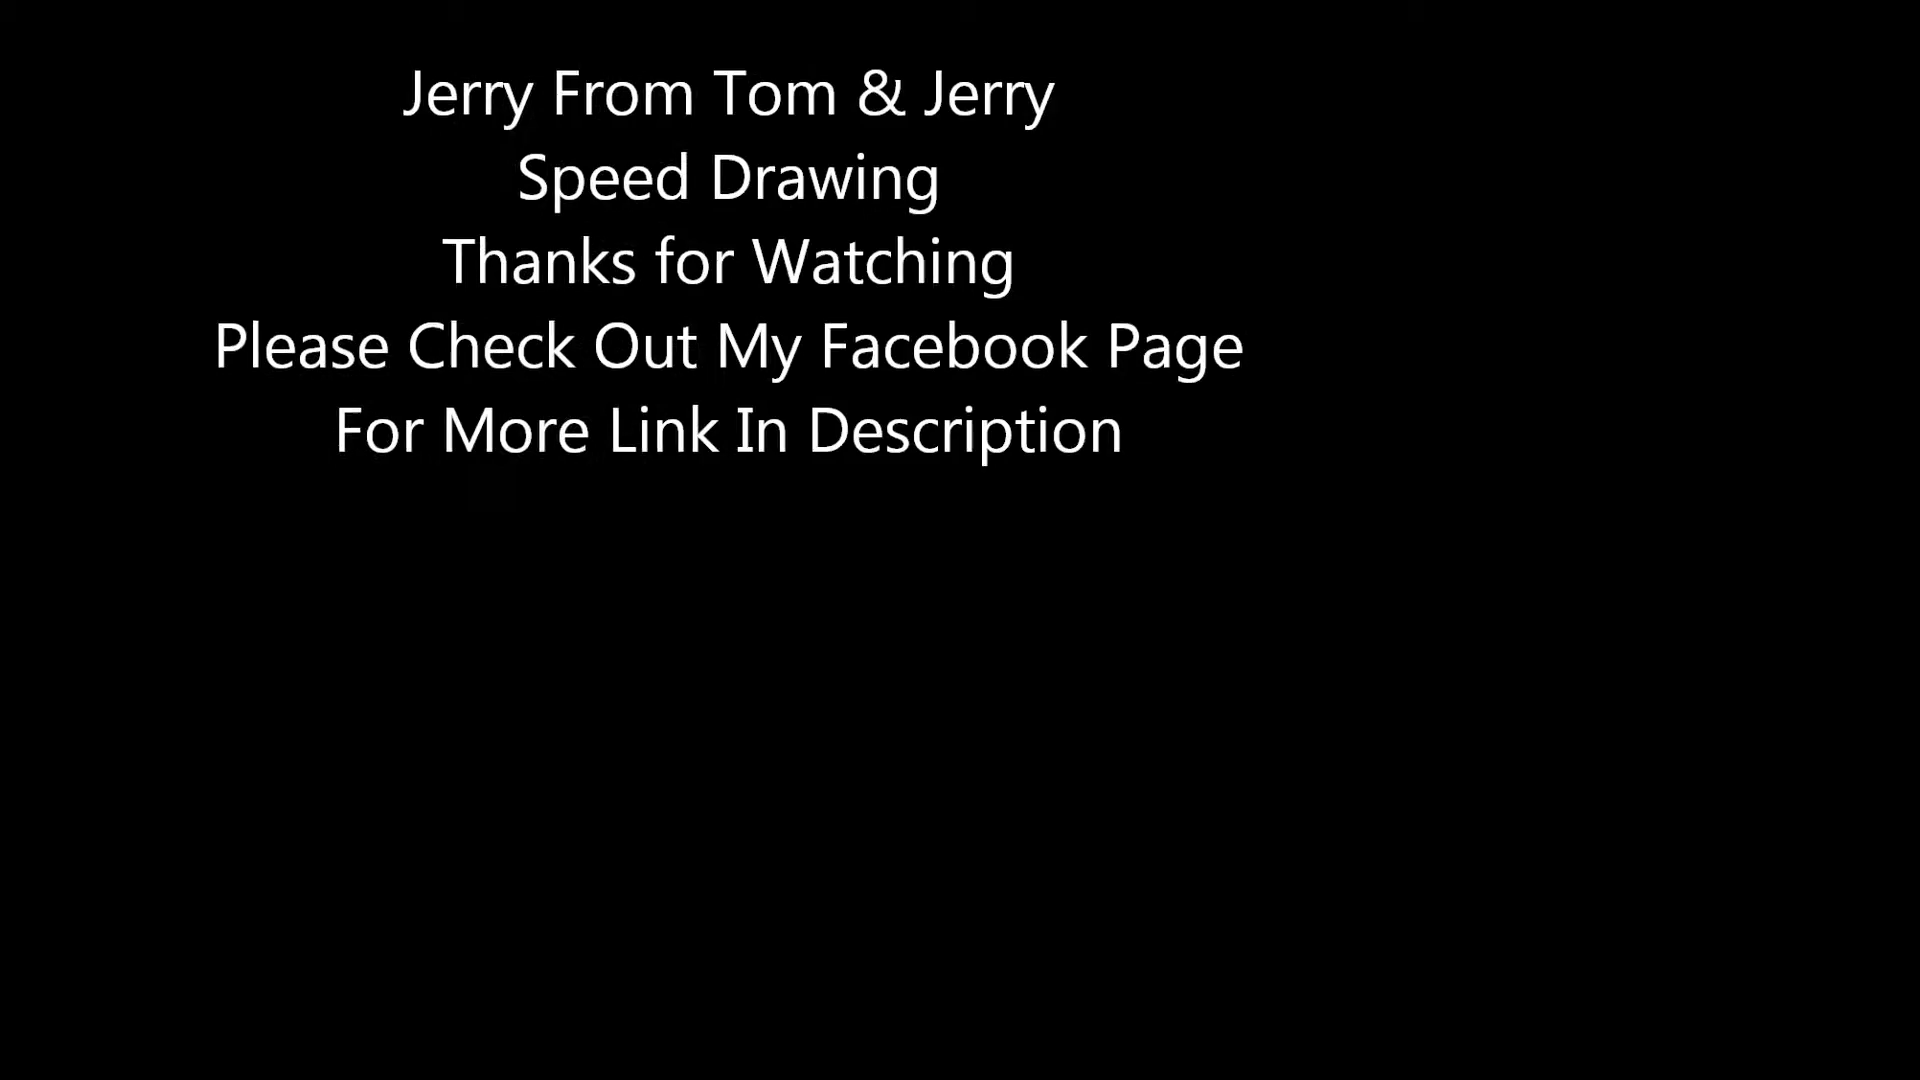 Jerry From Tom & Jerry
Speed Drawing
Thanks for Watching
Please Check Out My Facebook Page
For More Link In Description